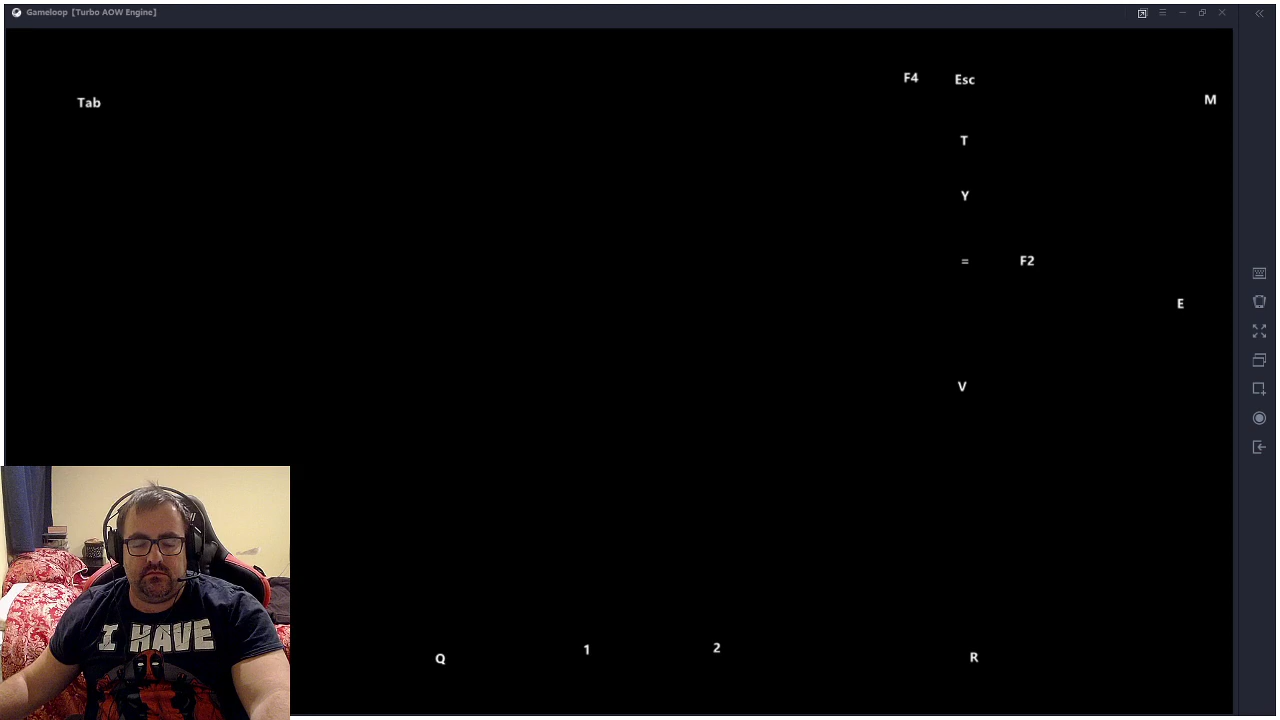 Gameloop【Turbo AOW Engine】
F4
Esc
Tab
M
T
Y
=
F2
E
V
I HAVE
1
2
Q
R